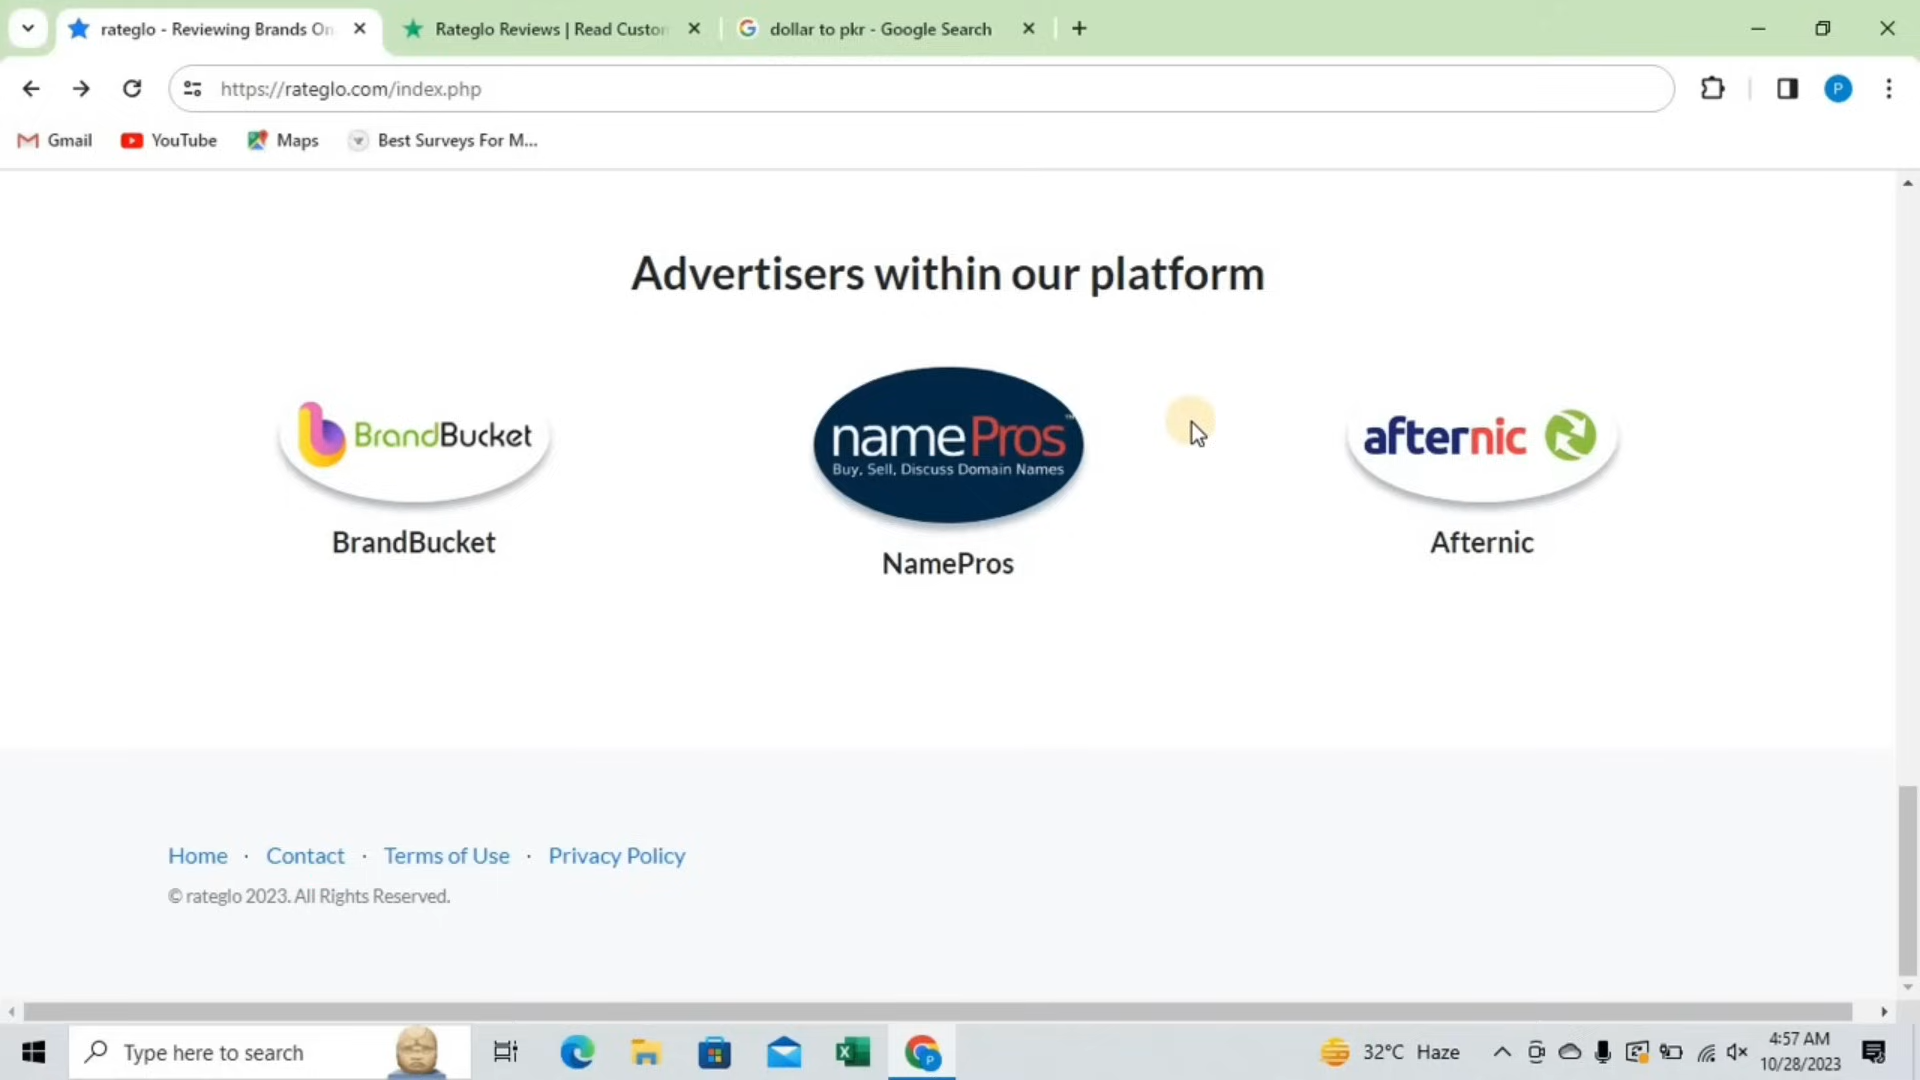 rateglo - Reviewing Brands On
Rateglo Reviews | Read Custom
dollar to pkr - Google Search
https://rateglo.com/index.php
P
Gmail
YouTube
Maps
Best Surveys For M...
Advertisers within our platform
BrandBucket
namePros™
Buy, Sell, Discuss Domain Names
afternic
BrandBucket
NamePros
Afternic
Home · Contact · Terms of Use · Privacy Policy
© rateglo 2023. All Rights Reserved.
Type here to search
32°C Haze
4:57 AM
10/28/2023